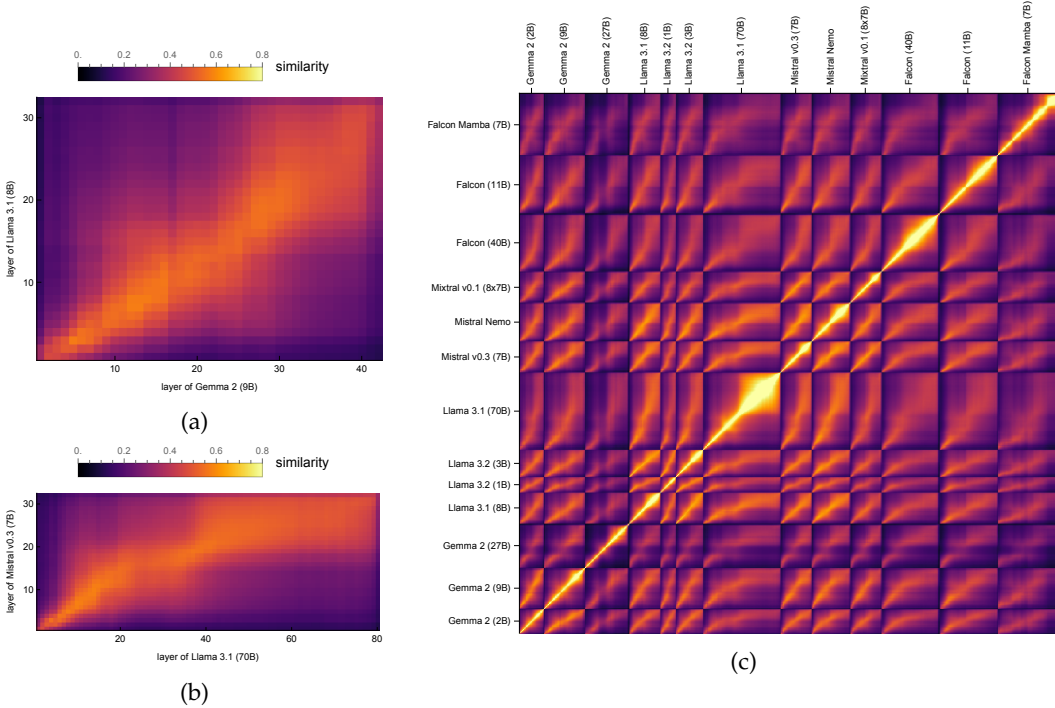 0. 0.2 0.4 0.6 0.8
similarity
30
20
10
layer of Llama 3.1 (8B)
10 20 30 40
layer of Gemma 2 (9B)
(a)
0. 0.2 0.4 0.6 0.8
similarity
30
20
10
layer of Mistral v0.3 (7B)
20 40 60 80
layer of Llama 3.1 (70B)
(b)
Gemma 2 (2B)
Gemma 2 (9B)
Gemma 2 (27B)
Llama 3.1 (8B)
Llama 3.2 (1B)
Llama 3.2 (3B)
Llama 3.1 (70B)
Mistral v0.3 (7B)
Mistral Nemo
Mixtral v0.1 (8x7B)
Falcon (40B)
Falcon (11B)
Falcon Mamba (7B)
Falcon Mamba (7B)
Falcon (11B)
Falcon (40B)
Mixtral v0.1 (8x7B)
Mistral Nemo
Mistral v0.3 (7B)
Llama 3.1 (70B)
Llama 3.2 (3B)
Llama 3.2 (1B)
Llama 3.1 (8B)
Gemma 2 (27B)
Gemma 2 (9B)
Gemma 2 (2B)
(c)